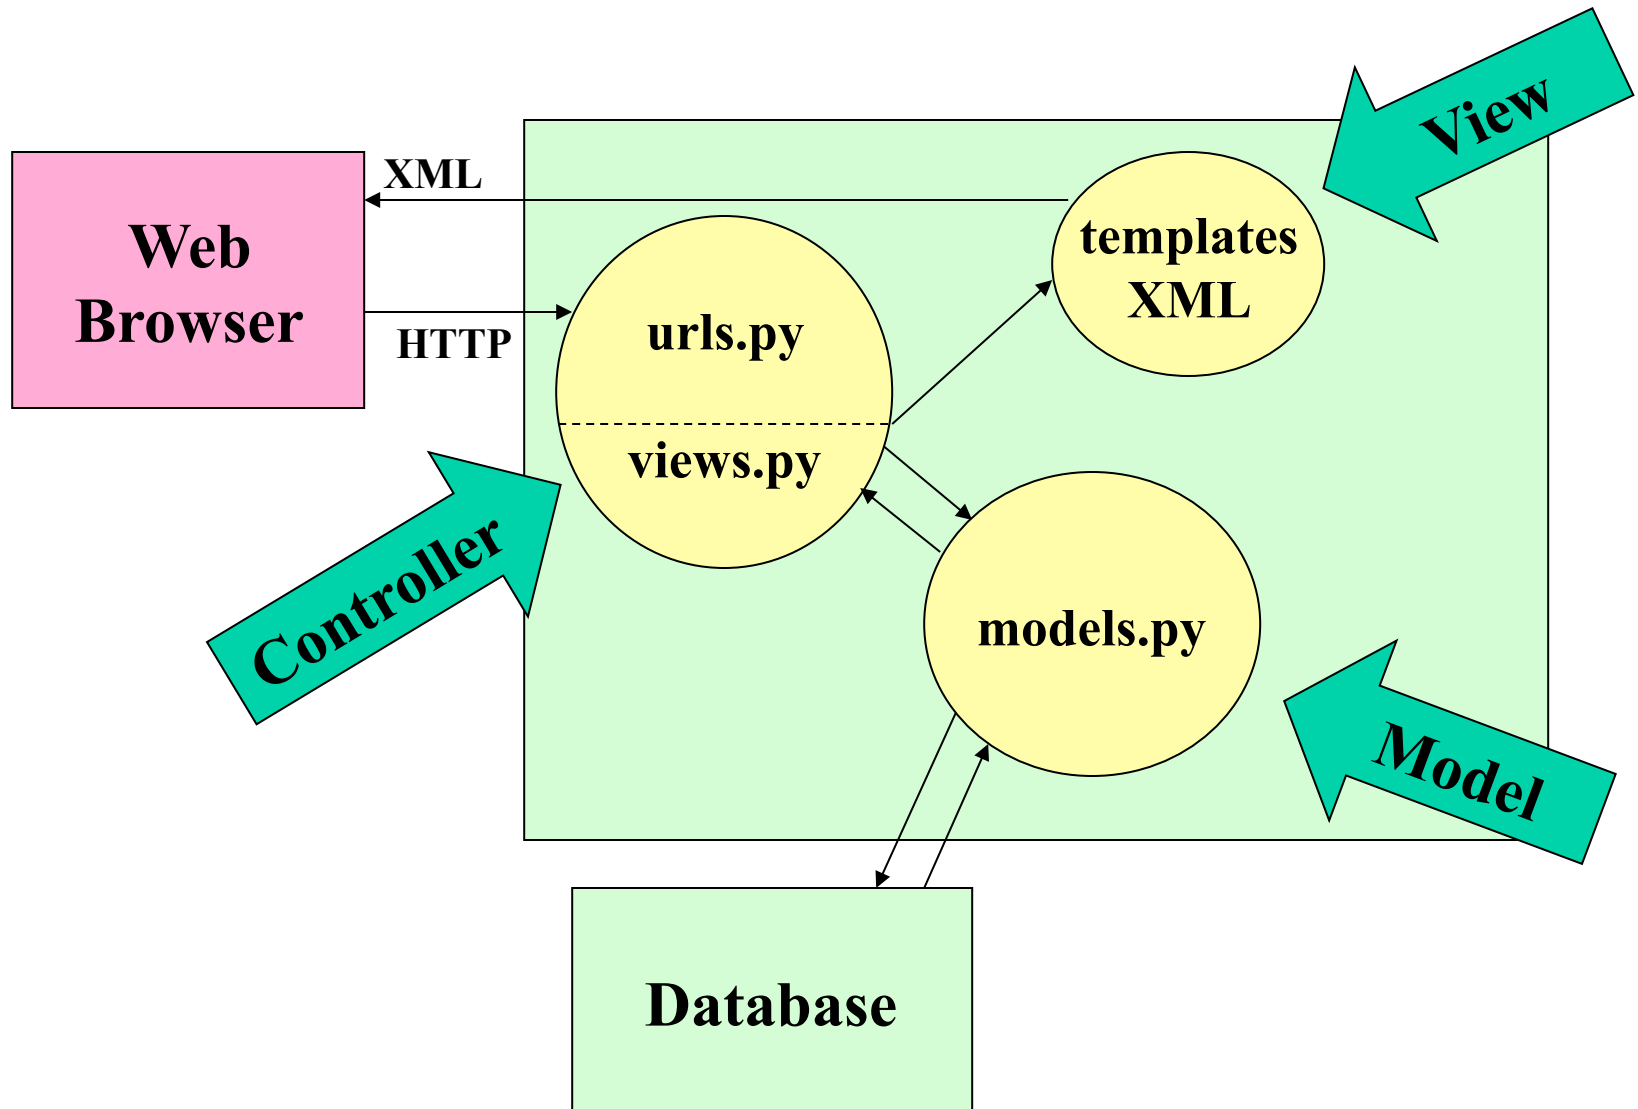 View
XML
Web
Browser
templates
XML
HTTP
urls.py
views.py
Controller
models.py
Model
Database